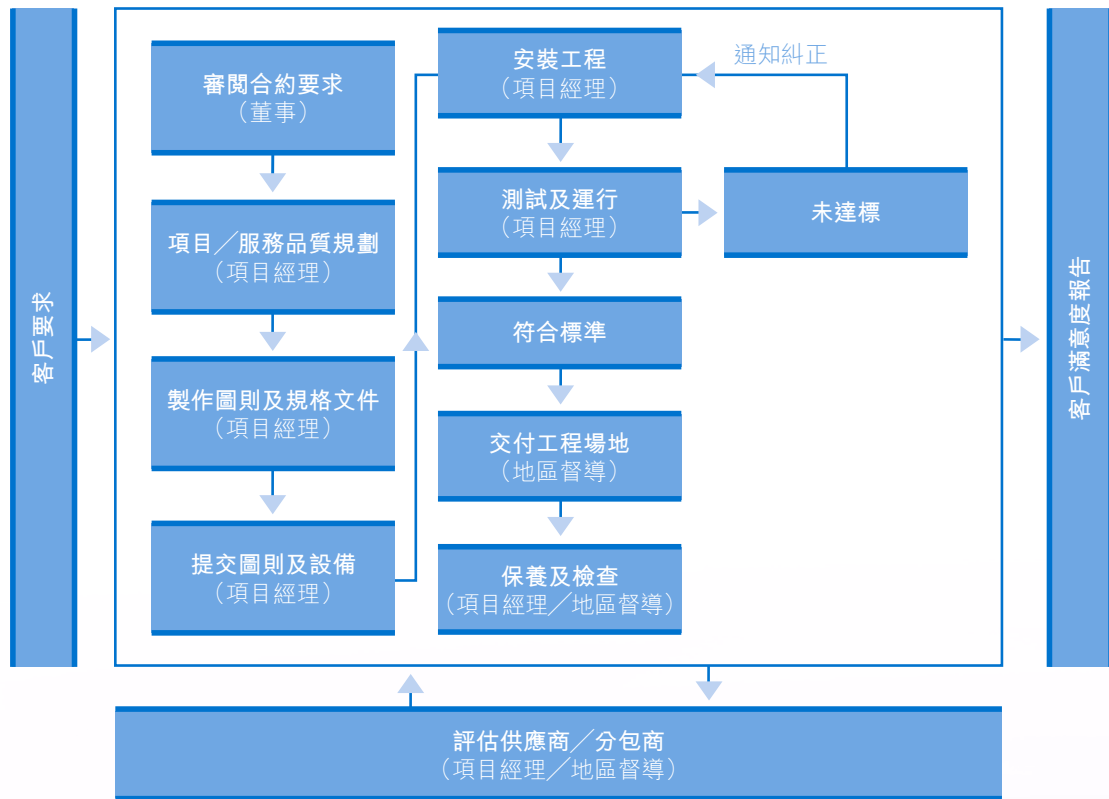 客戶要求
審閱合約要求
（董事）
項目／服務品質規劃
（項目經理）
製作圖則及規格文件
（項目經理）
提交圖則及設備
（項目經理）
安裝工程
（項目經理）
通知糾正
測試及運行
（項目經理）
未達標
符合標準
交付工程場地
（地區督導）
保養及檢查
（項目經理／地區督導）
客戶滿意度報告
評估供應商／分包商
（項目經理／地區督導）